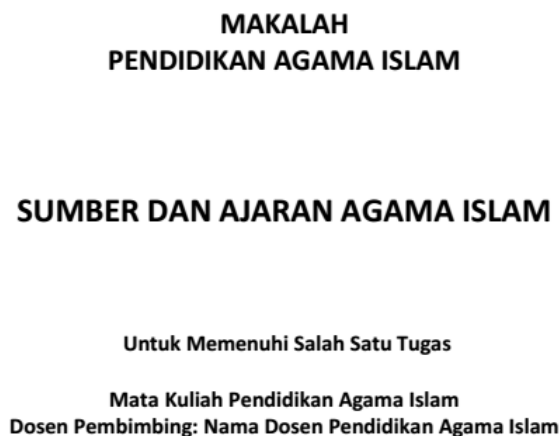 MAKALAH
PENDIDIKAN AGAMA ISLAM
SUMBER DAN AJARAN AGAMA ISLAM
Untuk Memenuhi Salah Satu Tugas
Mata Kuliah Pendidikan Agama Islam
Dosen Pembimbing: Nama Dosen Pendidikan Agama Islam